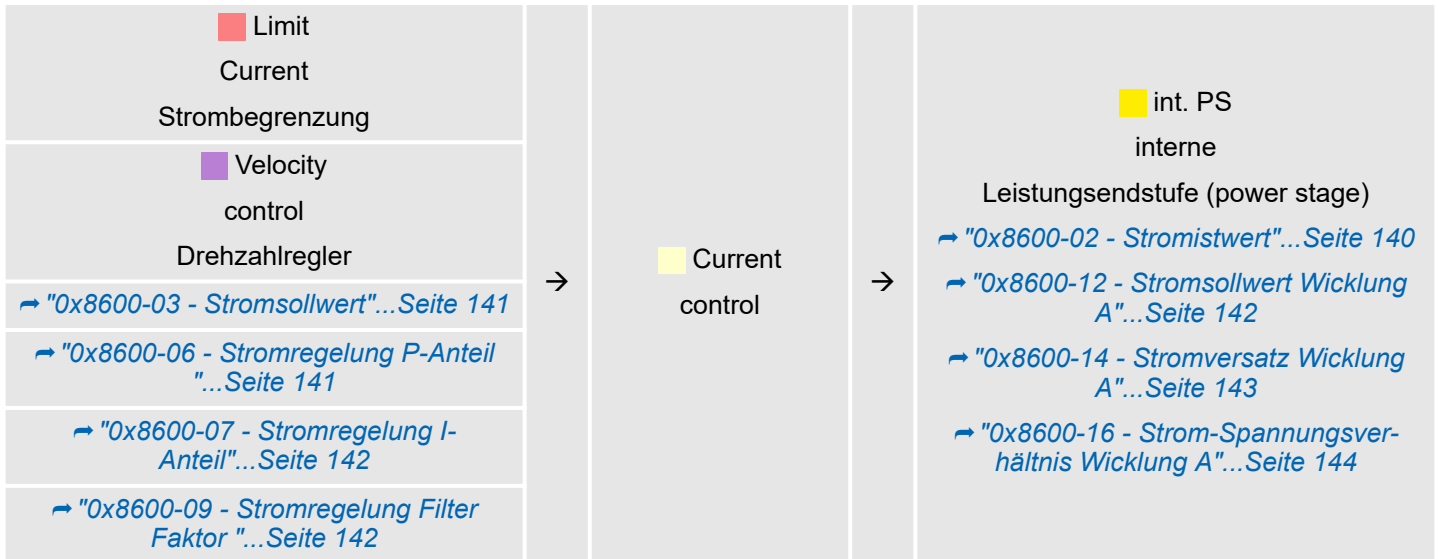 Limit
Current
Strombegrenzung
Velocity
control
Drehzahlregler
➦ "0x8600-03 - Stromsollwert"...Seite 141
➦ "0x8600-06 - Stromregelung P-Anteil
"...Seite 141
➦ "0x8600-07 - Stromregelung I-
Anteil"...Seite 142
➦ "0x8600-09 - Stromregelung Filter
Faktor "...Seite 142
→
Current
control
→
int. PS
interne
Leistungsendstufe (power stage)
➦ "0x8600-02 - Stromistwert"...Seite 140
➦ "0x8600-12 - Stromsollwert Wicklung
A"...Seite 142
➦ "0x8600-14 - Stromversatz Wicklung
A"...Seite 143
➦ "0x8600-16 - Strom-Spannungsver-
hältnis Wicklung A"...Seite 144